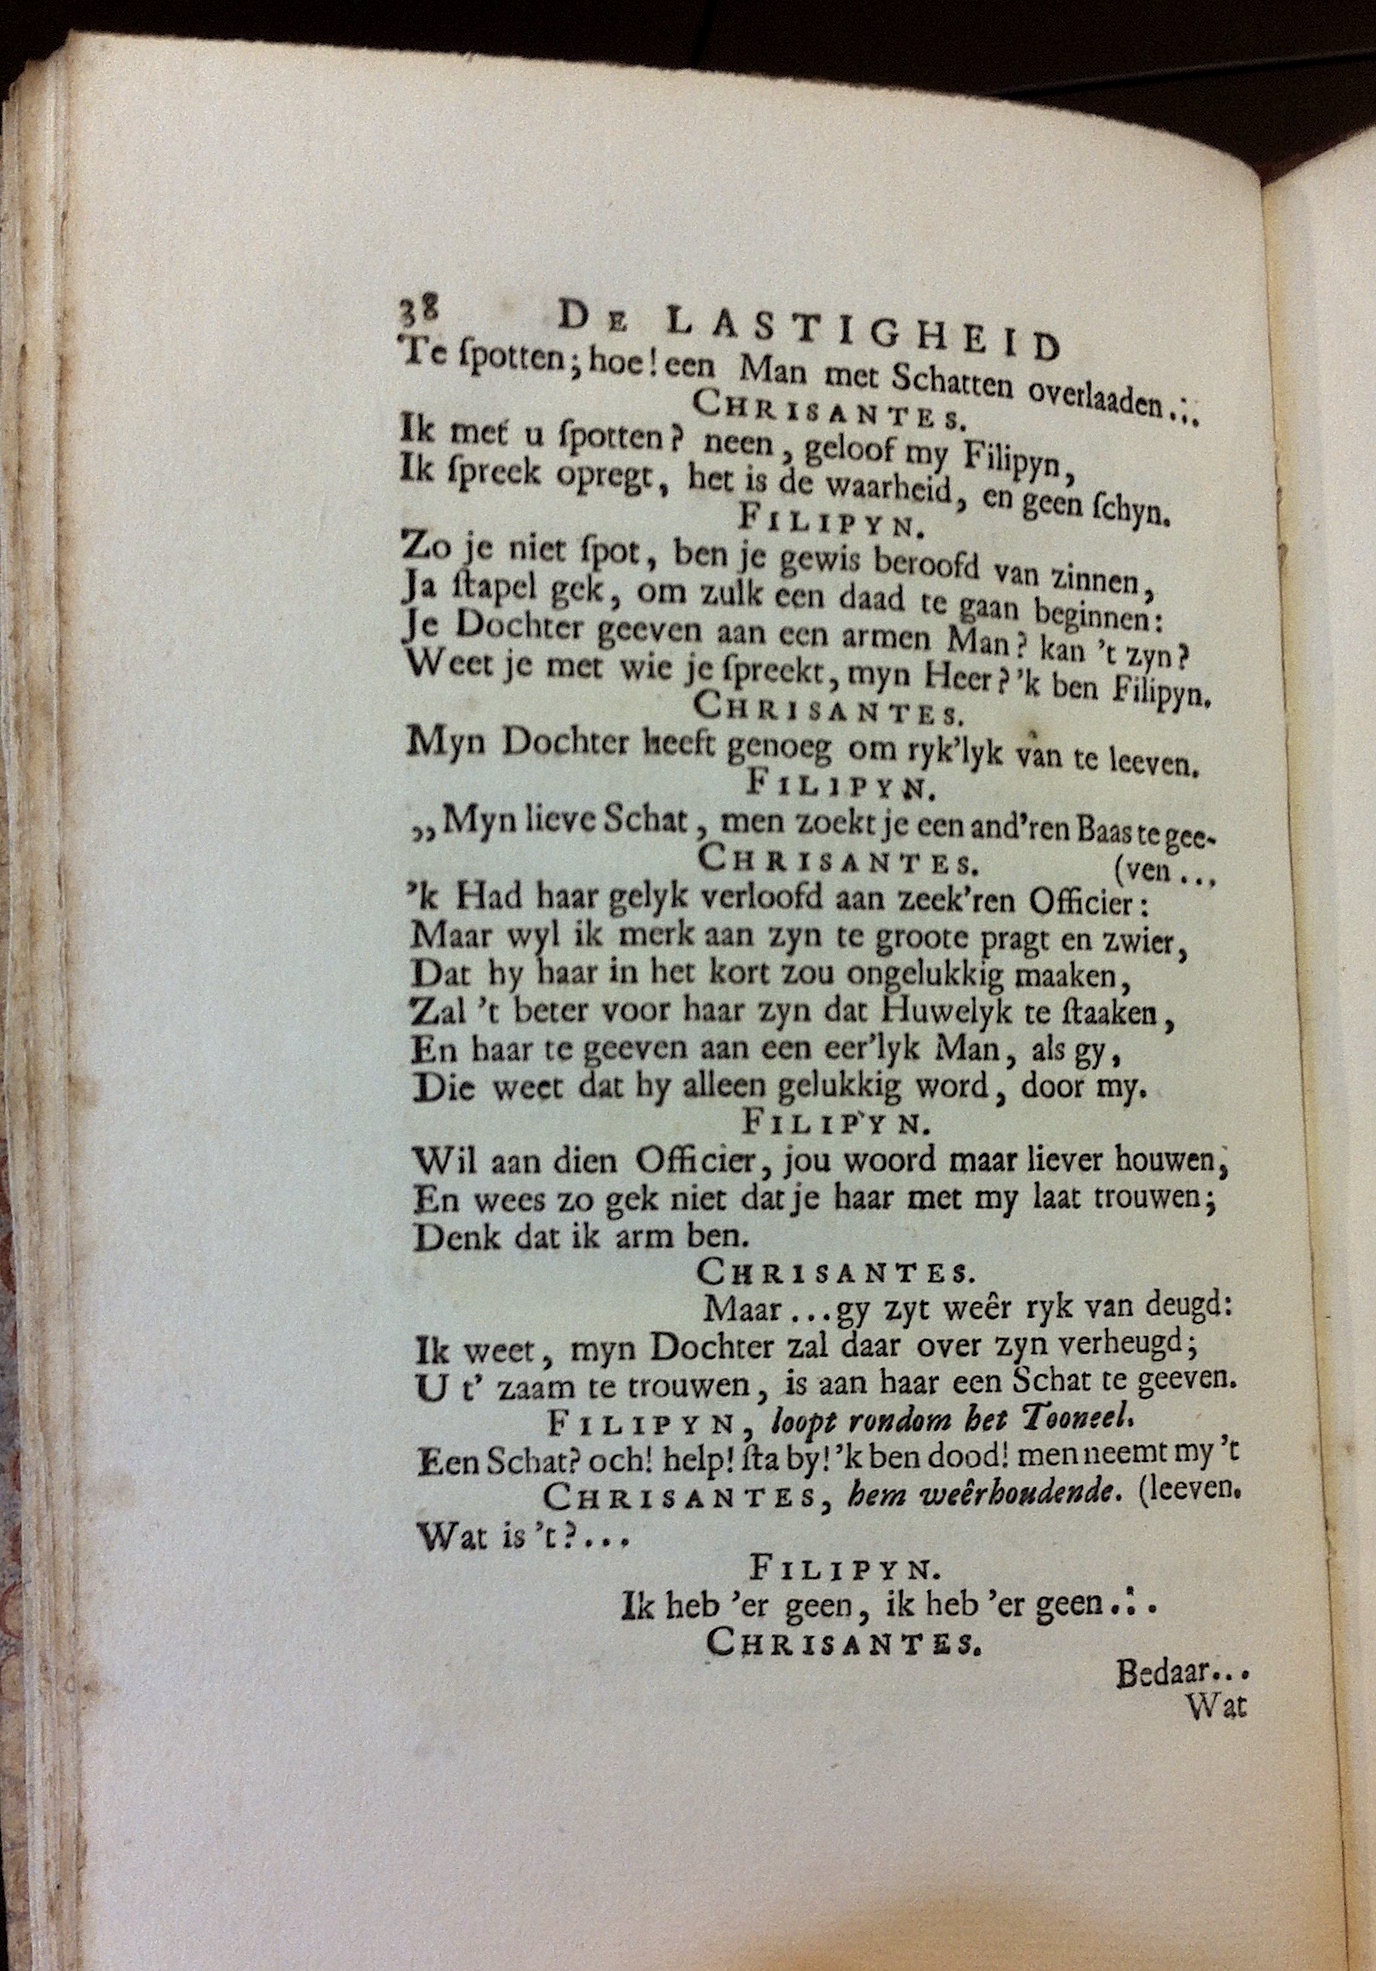 38 DE LASTIGHEID
Te ſpotten; hoe! een Man met Schatten overlaaden...
CHRISANTES.
Ik met u ſpotten? neen, geloof my Filipyn,
Ik ſpreek opregt, het is de waarheid, en geen ſchyn.
FILIPYN.
Zo je niet ſpot, ben je gewis beroofd van zinnen,
Ja ſtapel gek, om zulk een daad te gaan beginnen:
Je Dochter geeven aan een armen Man? kan 't zyn?
Weet je met wie je ſpreekt, myn Heer? 'k ben Filipyn.
CHRISANTES.
Myn Dochter heeft genoeg om ryk'lyk van te leeven.
FILIPYN.
„Myn lieve Schat, men zoekt je een and'ren Baas te gee-
CHRISANTES. (ven...
'k Had haar gelyk verloofd aan zeek'ren Officier:
Maar wyl ik merk aan zyn te groote pragt en zwier,
Dat hy haar in het kort zou ongelukkig maaken,
Zal 't beter voor haar zyn dat Huwelyk te ſtaaken,
En haar te geeven aan een eer'lyk Man, als gy,
Die weet dat hy alleen gelukkig word, door my.
FILIPYN.
Wil aan dien Officier, jou woord maar liever houwen,
En wees zo gek niet dat je haar met my laat trouwen;
Denk dat ik arm ben.
CHRISANTES.
Maar...gy zyt weêr ryk van deugd:
Ik weet, myn Dochter zal daar over zyn verheugd;
U t' zaam te trouwen, is aan haar een Schat te geeven.
FILIPYN, loopt rondom het Tooneel.
Een Schat? och! help! ſta by! 'k ben dood! men neemt my 't
CHRISANTES, hem weêrhoudende. (leeven.
Wat is 't?...
FILIPYN.
Ik heb 'er geen, ik heb 'er geen...
CHRISANTES.
Bedaar...
Wat